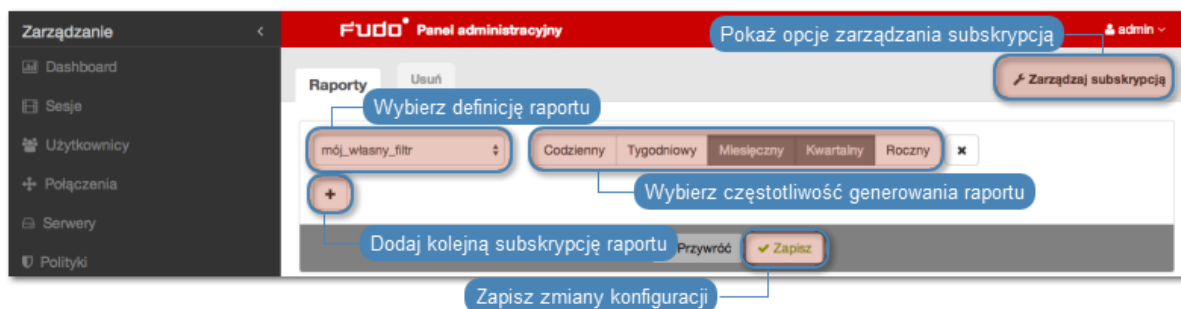 Zarządzanie
FUDO Panel administracyjny
Pokaż opcje zarządzania subskrypcją
admin
Dashboard
Raporty
Usuń
Zarządzaj subskrypcją
Sesje
Wybierz definicję raportu
Użytkownicy
mój_własny_filtr
Codzienny Tygodniowy Miesięczny Kwartalny Roczny
Połączenia
Wybierz częstotliwość generowania raportu
Serwery
Dodaj kolejną subskrypcję raportu
Przywróć
Zapisz
Polityki
Zapisz zmiany konfiguracji